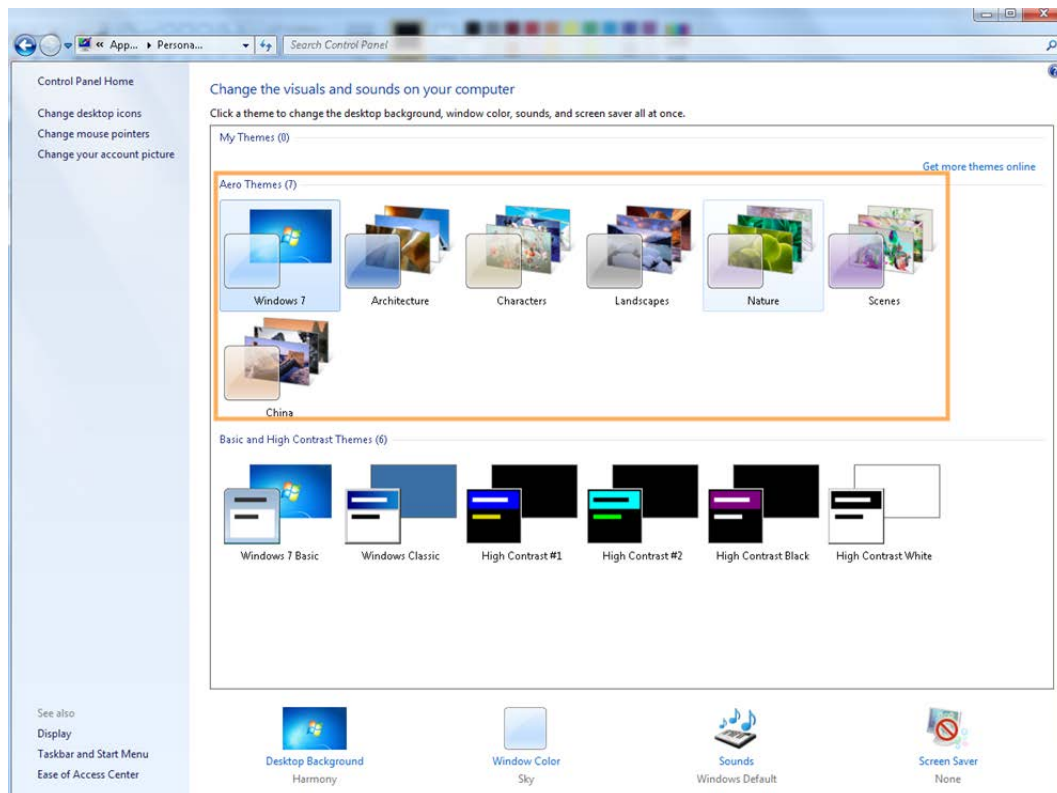 « App... ▸ Persona...
Search Control Panel
Control Panel Home
Change desktop icons
Change mouse pointers
Change your account picture
Change the visuals and sounds on your computer
Click a theme to change the desktop background, window color, sounds, and screen saver all at once.
My Themes (0)
Get more themes online
Aero Themes (7)
Windows 7
Architecture
Characters
Landscapes
Nature
Scenes
China
Basic and High Contrast Themes (6)
Windows 7 Basic
Windows Classic
High Contrast #1
High Contrast #2
High Contrast Black
High Contrast White
See also
Display
Taskbar and Start Menu
Ease of Access Center
Desktop Background
Harmony
Window Color
Sky
Sounds
Windows Default
Screen Saver
None